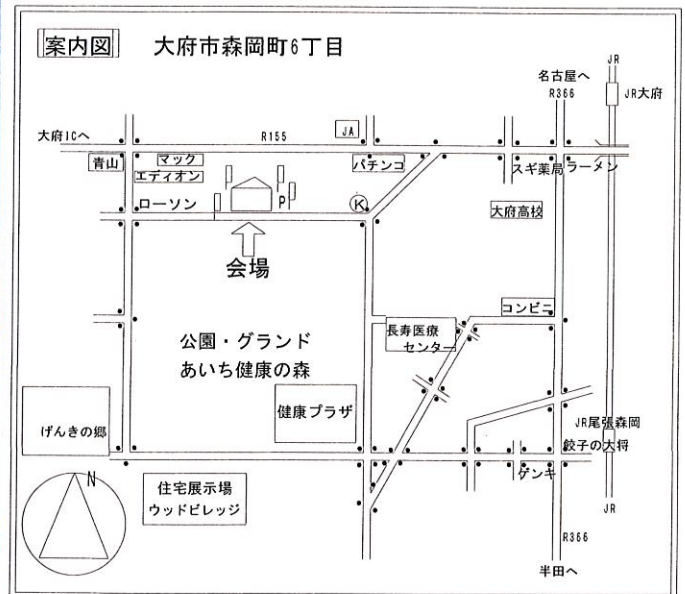 案内図 大府市森岡町6丁目
JR
名古屋へ
R366
JR大府
大府ICへ
R155
JA
青山
マック
エディオン
パチンコ
スギ薬局
ラーメン
ローソン
P
K
大府高校
会場
コンビニ
長寿医療
センター
公園・グランド
あいち健康の森
健康プラザ
げんきの郷
JR尾張森岡
餃子の大将
ゲンキ
N
住宅展示場
ウッドビレッジ
JR
R366
半田へ